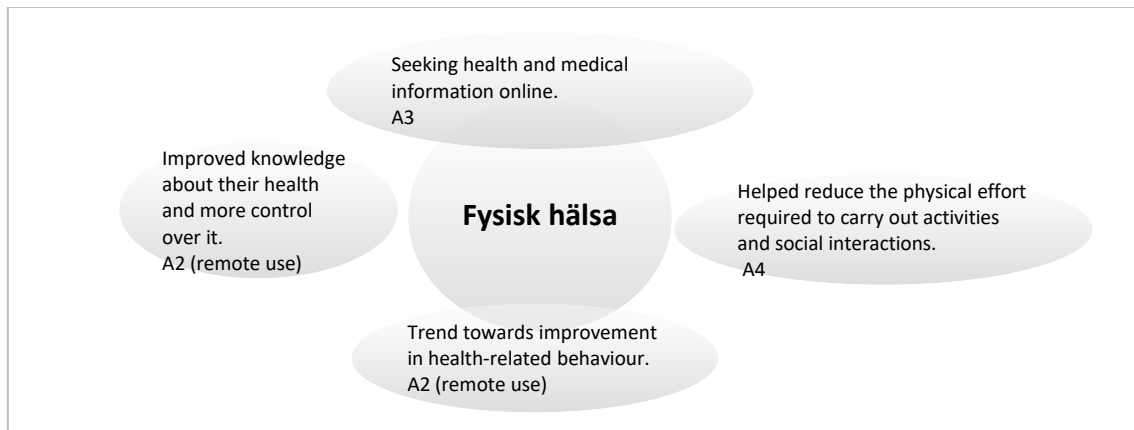 Seeking health and medical
information online.
A3
Improved knowledge
about their health
and more control
over it.
A2 (remote use)
Fysisk hälsa
Helped reduce the physical effort
required to carry out activities
and social interactions.
A4
Trend towards improvement
in health-related behaviour.
A2 (remote use)